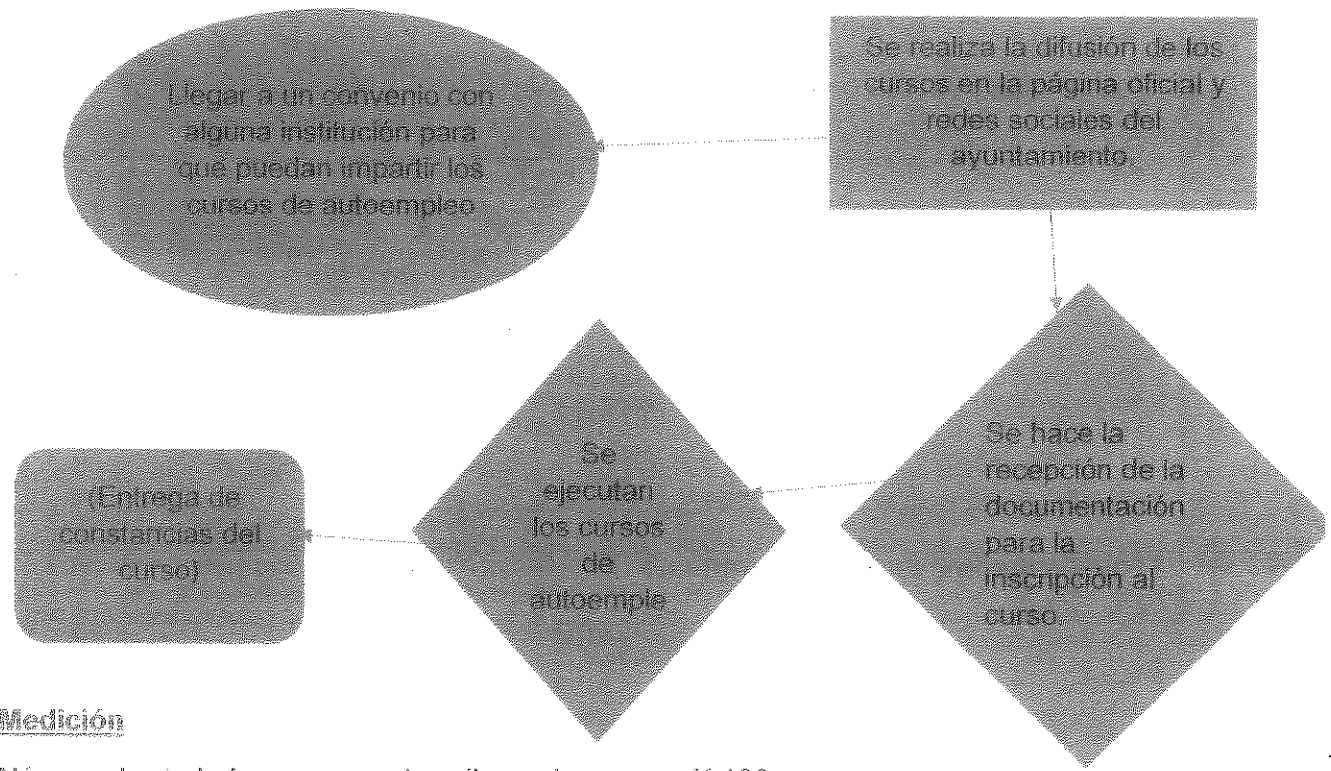 Llegar a un convenio con
alguna institución para
que puedan impartir los
cursos de autoempleo
Se realiza la difusión de los
cursos en la página oficial y
redes sociales del
ayuntamiento
Se hace la
recepción de la
documentación
para la
inscripción al
curso
Se
ejecutan
los cursos
de
autoemple
(Entrega de
constancias del
curso)
Medición